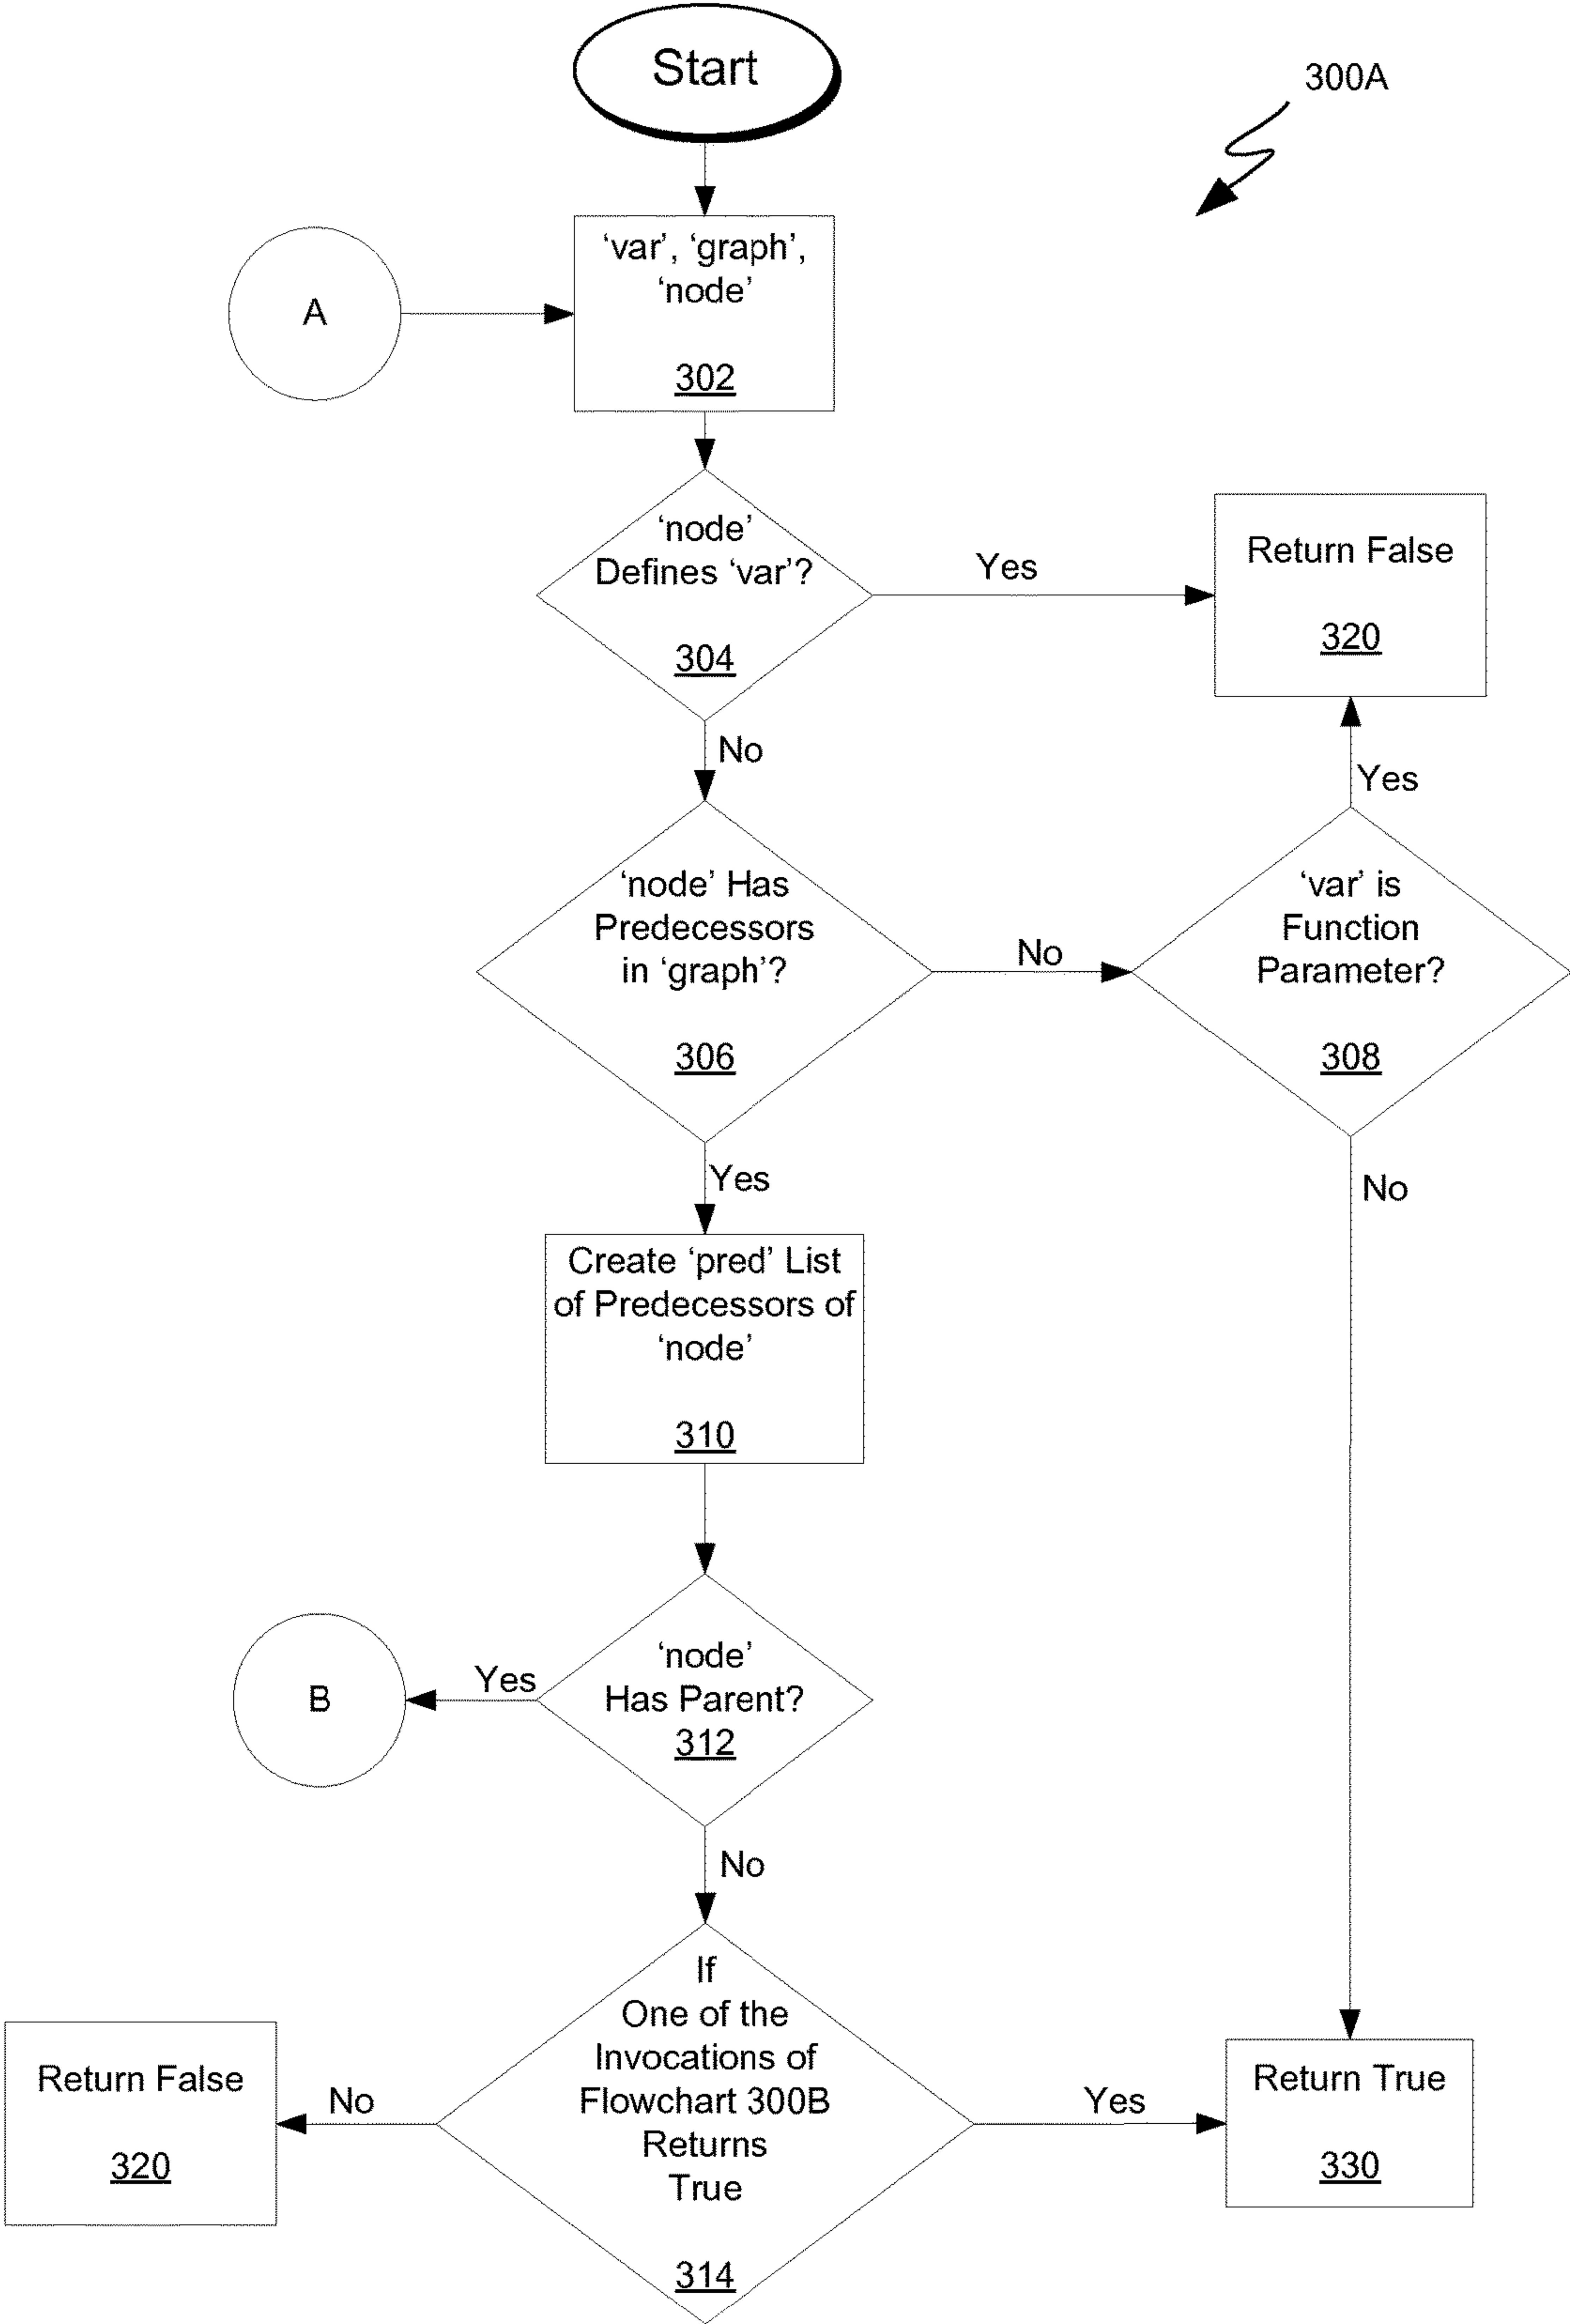 Start
300A
‘var’, ‘graph’,
‘node’
302
A
‘node’
Defines ‘var’?
304
Yes
Return False
320
No
Yes
‘node’ Has
Predecessors
in ‘graph’?
306
No
‘var’ is
Function
Parameter?
308
Yes
No
Create ‘pred’ List
of Predecessors of
‘node’
310
‘node’
Has Parent?
312
Yes
B
No
If
One of the
Invocations of
Flowchart 300B
Returns
True
314
No
Return False
320
Yes
Return True
330